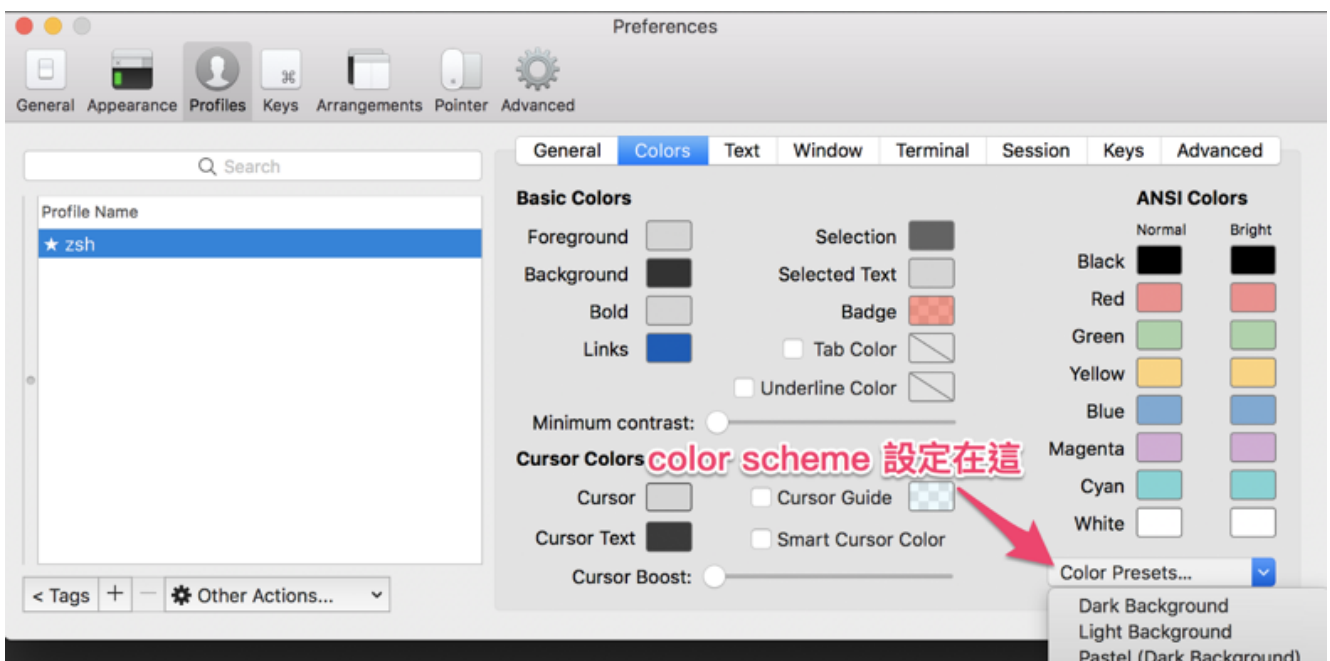 Preferences
General Appearance Profiles Keys Arrangements Pointer Advanced
Search
Profile Name
★ zsh
< Tags + − Other Actions...
General Colors Text Window Terminal Session Keys Advanced
Basic Colors
Foreground
Background
Bold
Links
Selection
Selected Text
Badge
Tab Color
Underline Color
Minimum contrast:
Cursor Colors
color scheme 設定在這
Cursor
Cursor Text
Cursor Guide
Smart Cursor Color
Cursor Boost:
ANSI Colors
Normal Bright
Black
Red
Green
Yellow
Blue
Magenta
Cyan
White
Color Presets...
Dark Background
Light Background
Pastel (Dark Background)